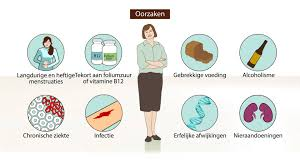 Oorzaken
Langdurige en heftige
menstruaties
Tekort aan foliumzuur
of vitamine B12
Gebrekkige voeding
Alcoholisme
Chronische ziekte
Infectie
Erfelijke afwijkingen
Nieraandoeningen